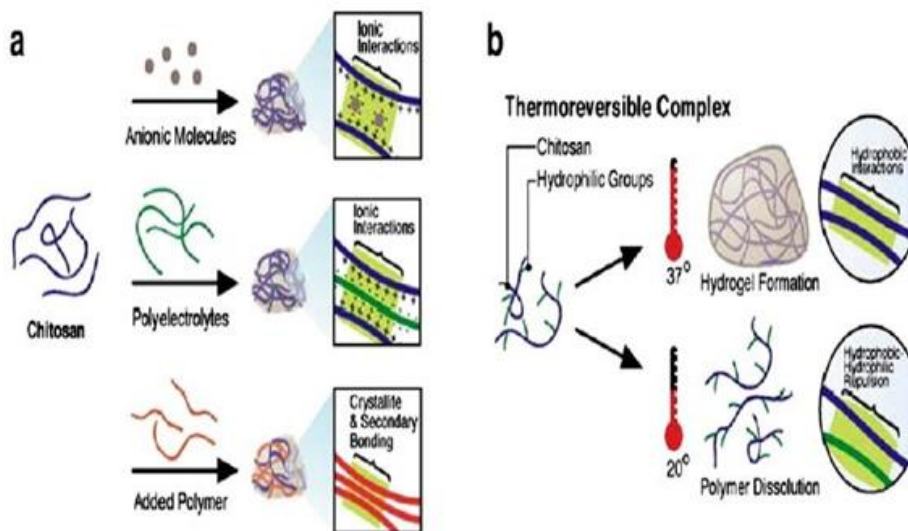 a
Ionic
Interactions
Anionic Molecules
Ionic
Interactions
Chitosan
Polyelectrolytes
Crystallite
& Secondary
Bonding
Added Polymer
b
Thermoreversible Complex
Chitosan
Hydrophilic Groups
Hydrophobic
Interactions
37°
Hydrogel Formation
Hydrophobic-
Hydrophilic
Repulsion
20°
Polymer Dissolution